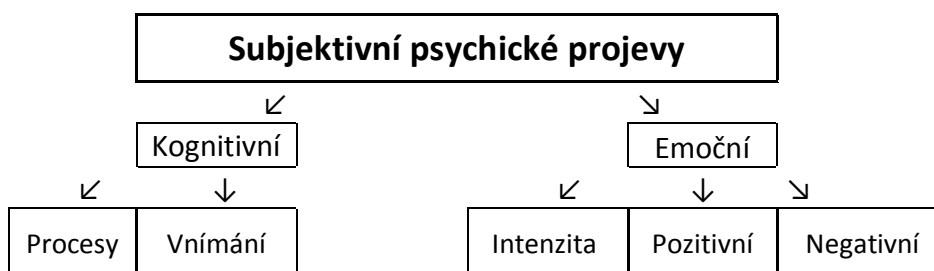 Subjektivní psychické projevy
↙ ↘
Kognitivní Emoční
↙ ↓ ↙ ↓ ↘
Procesy Vnímání Intenzita Pozitivní Negativní